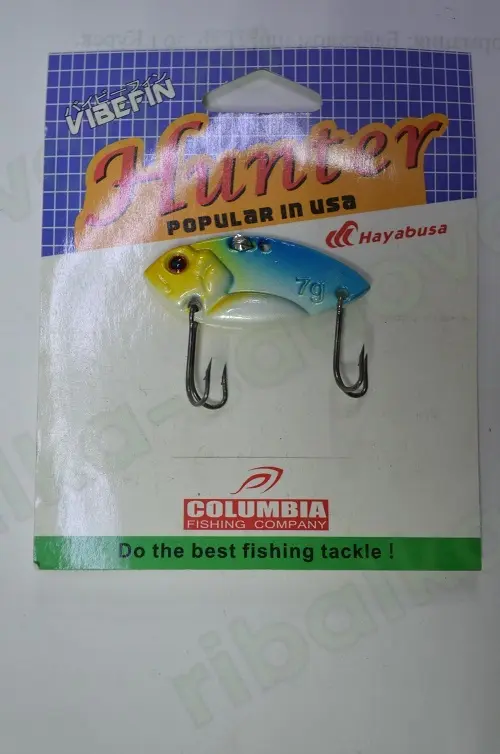 バイビーフィン
VIBEFIN
Hunter
POPULAR IN USA
Hayabusa
7g
COLUMBIA
FISHING COMPANY
Do the best fishing tackle !